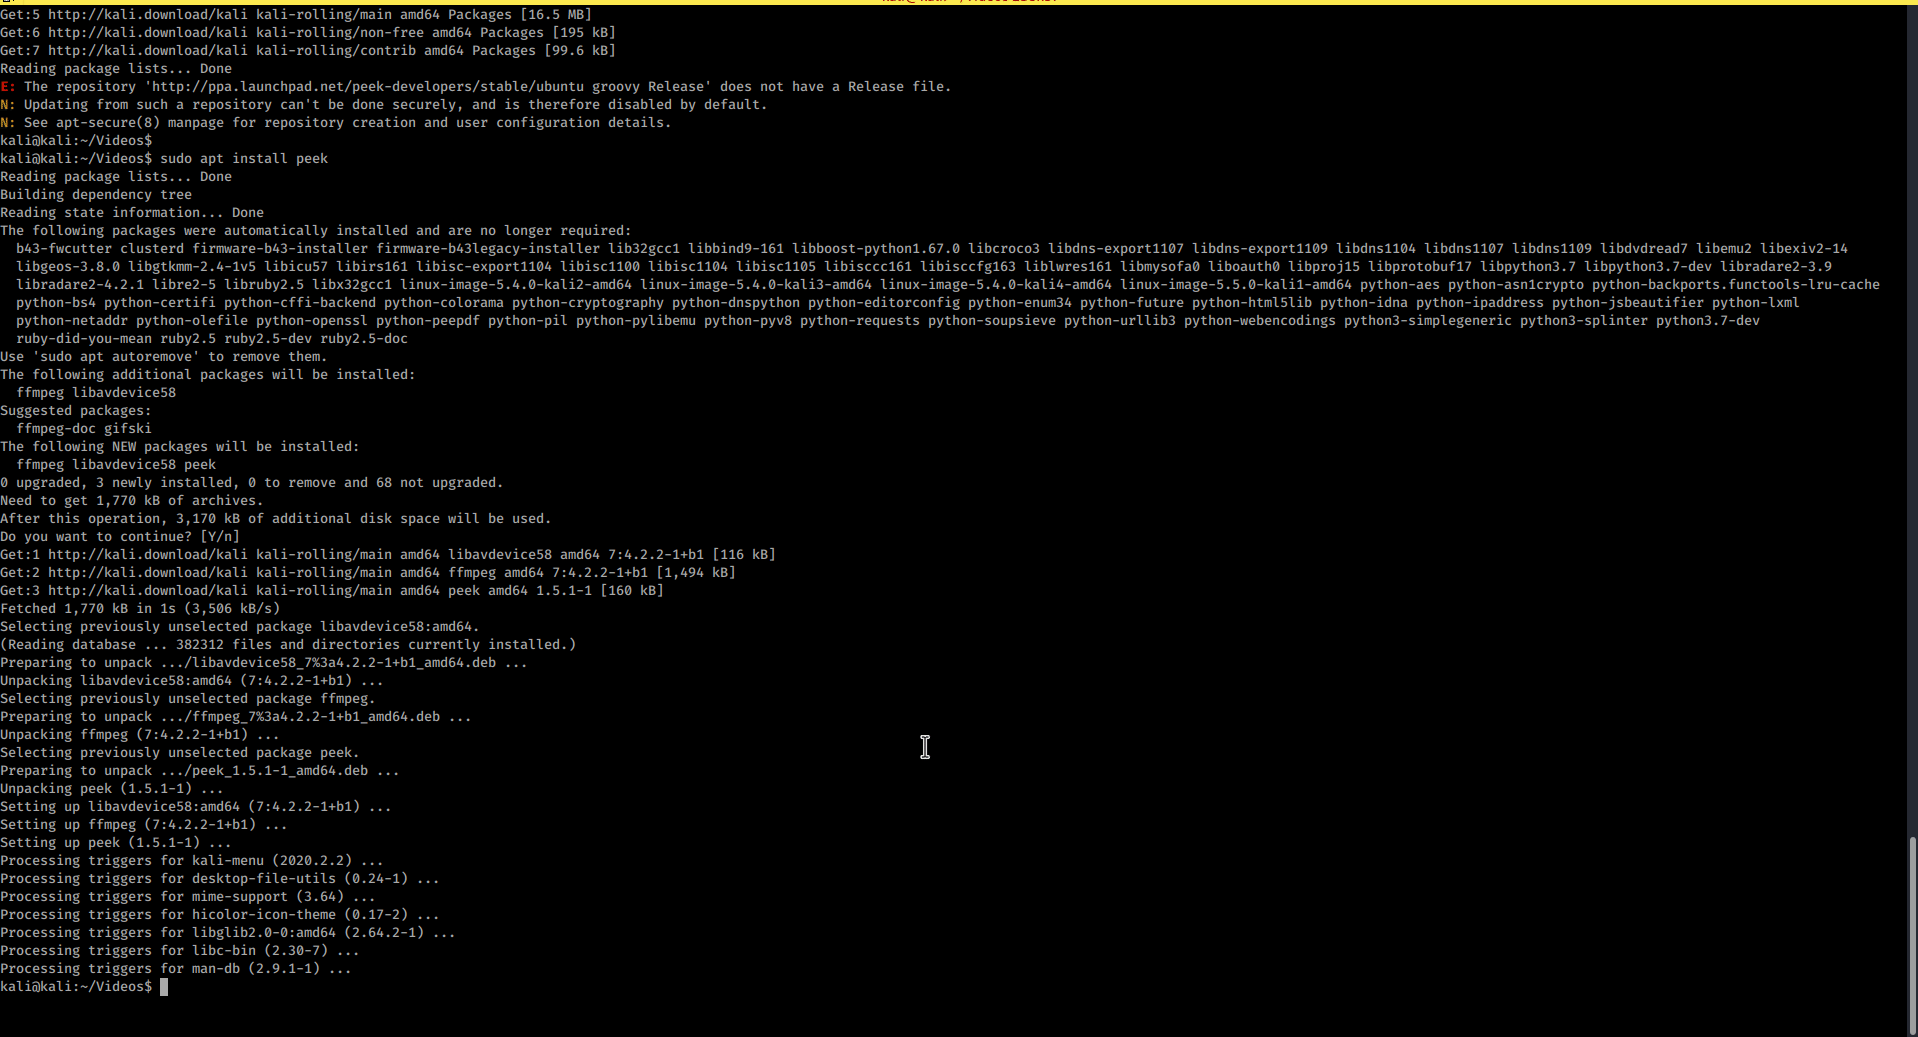 Get:5 http://kali.download/kali kali-rolling/main amd64 Packages [16.5 MB]
Get:6 http://kali.download/kali kali-rolling/non-free amd64 Packages [195 kB]
Get:7 http://kali.download/kali kali-rolling/contrib amd64 Packages [99.6 kB]
Reading package lists... Done
E: The repository 'http://ppa.launchpad.net/peek-developers/stable/ubuntu groovy Release' does not have a Release file.
N: Updating from such a repository can't be done securely, and is therefore disabled by default.
N: See apt-secure(8) manpage for repository creation and user configuration details.
kali@kali:~/Videos$
kali@kali:~/Videos$ sudo apt install peek
Reading package lists... Done
Building dependency tree
Reading state information... Done
The following packages were automatically installed and are no longer required:
  b43-fwcutter clusterd firmware-b43-installer firmware-b43legacy-installer lib32gcc1 libbind9-161 libboost-python1.67.0 libcroco3 libdns-export1107 libdns-export1109 libdns1104 libdns1107 libdns1109 libdvdread7 libemu2 libexiv2-14
  libgeos-3.8.0 libgtkmm-2.4-1v5 libicu57 libirs161 libisc-export1104 libisc1100 libisc1104 libisc1105 libisccc161 libisccfg163 liblwres161 libmysofa0 liboauth0 libproj15 libprotobuf17 libpython3.7 libpython3.7-dev libradare2-3.9
  libradare2-4.2.1 libre2-5 libruby2.5 libx32gcc1 linux-image-5.4.0-kali2-amd64 linux-image-5.4.0-kali3-amd64 linux-image-5.4.0-kali4-amd64 linux-image-5.5.0-kali1-amd64 python-aes python-asn1crypto python-backports.functools-lru-cache
  python-bs4 python-certifi python-cffi-backend python-colorama python-cryptography python-dnspython python-editorconfig python-enum34 python-future python-html5lib python-idna python-ipaddress python-jsbeautifier python-lxml
  python-netaddr python-olefile python-openssl python-peepdf python-pil python-pylibemu python-pyv8 python-requests python-soupsieve python-urllib3 python-webencodings python3-simplegeneric python3-splinter python3.7-dev
  ruby-did-you-mean ruby2.5 ruby2.5-dev ruby2.5-doc
Use 'sudo apt autoremove' to remove them.
The following additional packages will be installed:
  ffmpeg libavdevice58
Suggested packages:
  ffmpeg-doc gifski
The following NEW packages will be installed:
  ffmpeg libavdevice58 peek
0 upgraded, 3 newly installed, 0 to remove and 68 not upgraded.
Need to get 1,770 kB of archives.
After this operation, 3,170 kB of additional disk space will be used.
Do you want to continue? [Y/n]
Get:1 http://kali.download/kali kali-rolling/main amd64 libavdevice58 amd64 7:4.2.2-1+b1 [116 kB]
Get:2 http://kali.download/kali kali-rolling/main amd64 ffmpeg amd64 7:4.2.2-1+b1 [1,494 kB]
Get:3 http://kali.download/kali kali-rolling/main amd64 peek amd64 1.5.1-1 [160 kB]
Fetched 1,770 kB in 1s (3,506 kB/s)
Selecting previously unselected package libavdevice58:amd64.
(Reading database ... 382312 files and directories currently installed.)
Preparing to unpack .../libavdevice58_7%3a4.2.2-1+b1_amd64.deb ...
Unpacking libavdevice58:amd64 (7:4.2.2-1+b1) ...
Selecting previously unselected package ffmpeg.
Preparing to unpack .../ffmpeg_7%3a4.2.2-1+b1_amd64.deb ...
Unpacking ffmpeg (7:4.2.2-1+b1) ...
Selecting previously unselected package peek.
Preparing to unpack .../peek_1.5.1-1_amd64.deb ...
Unpacking peek (1.5.1-1) ...
Setting up libavdevice58:amd64 (7:4.2.2-1+b1) ...
Setting up ffmpeg (7:4.2.2-1+b1) ...
Setting up peek (1.5.1-1) ...
Processing triggers for kali-menu (2020.2.2) ...
Processing triggers for desktop-file-utils (0.24-1) ...
Processing triggers for mime-support (3.64) ...
Processing triggers for hicolor-icon-theme (0.17-2) ...
Processing triggers for libglib2.0-0:amd64 (2.64.2-1) ...
Processing triggers for libc-bin (2.30-7) ...
Processing triggers for man-db (2.9.1-1) ...
kali@kali:~/Videos$